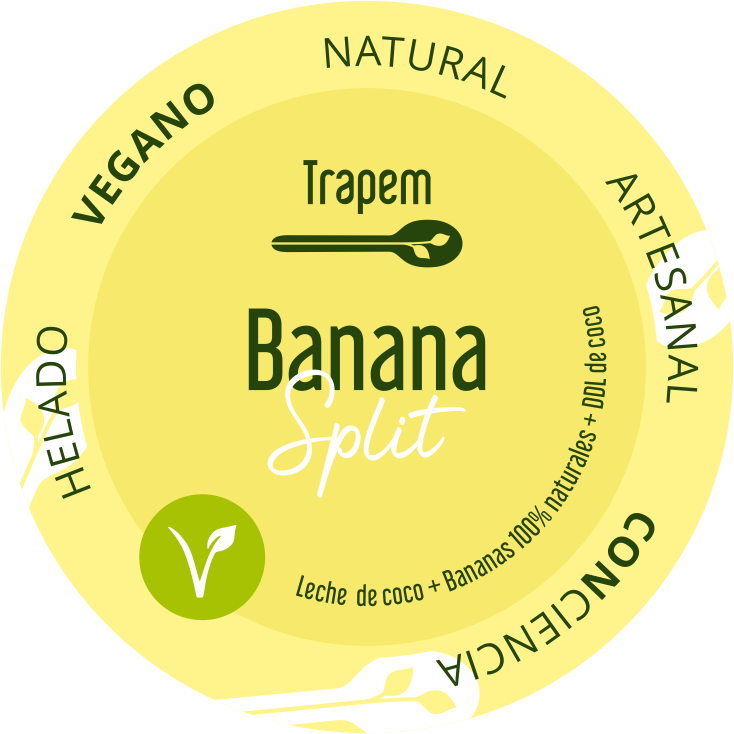 HELADO
VEGANO
NATURAL
ARTESANAL
CONCIENCIA
Trapem
Banana
Split
Leche de coco + Bananas 100% naturales + DDL de coco
V